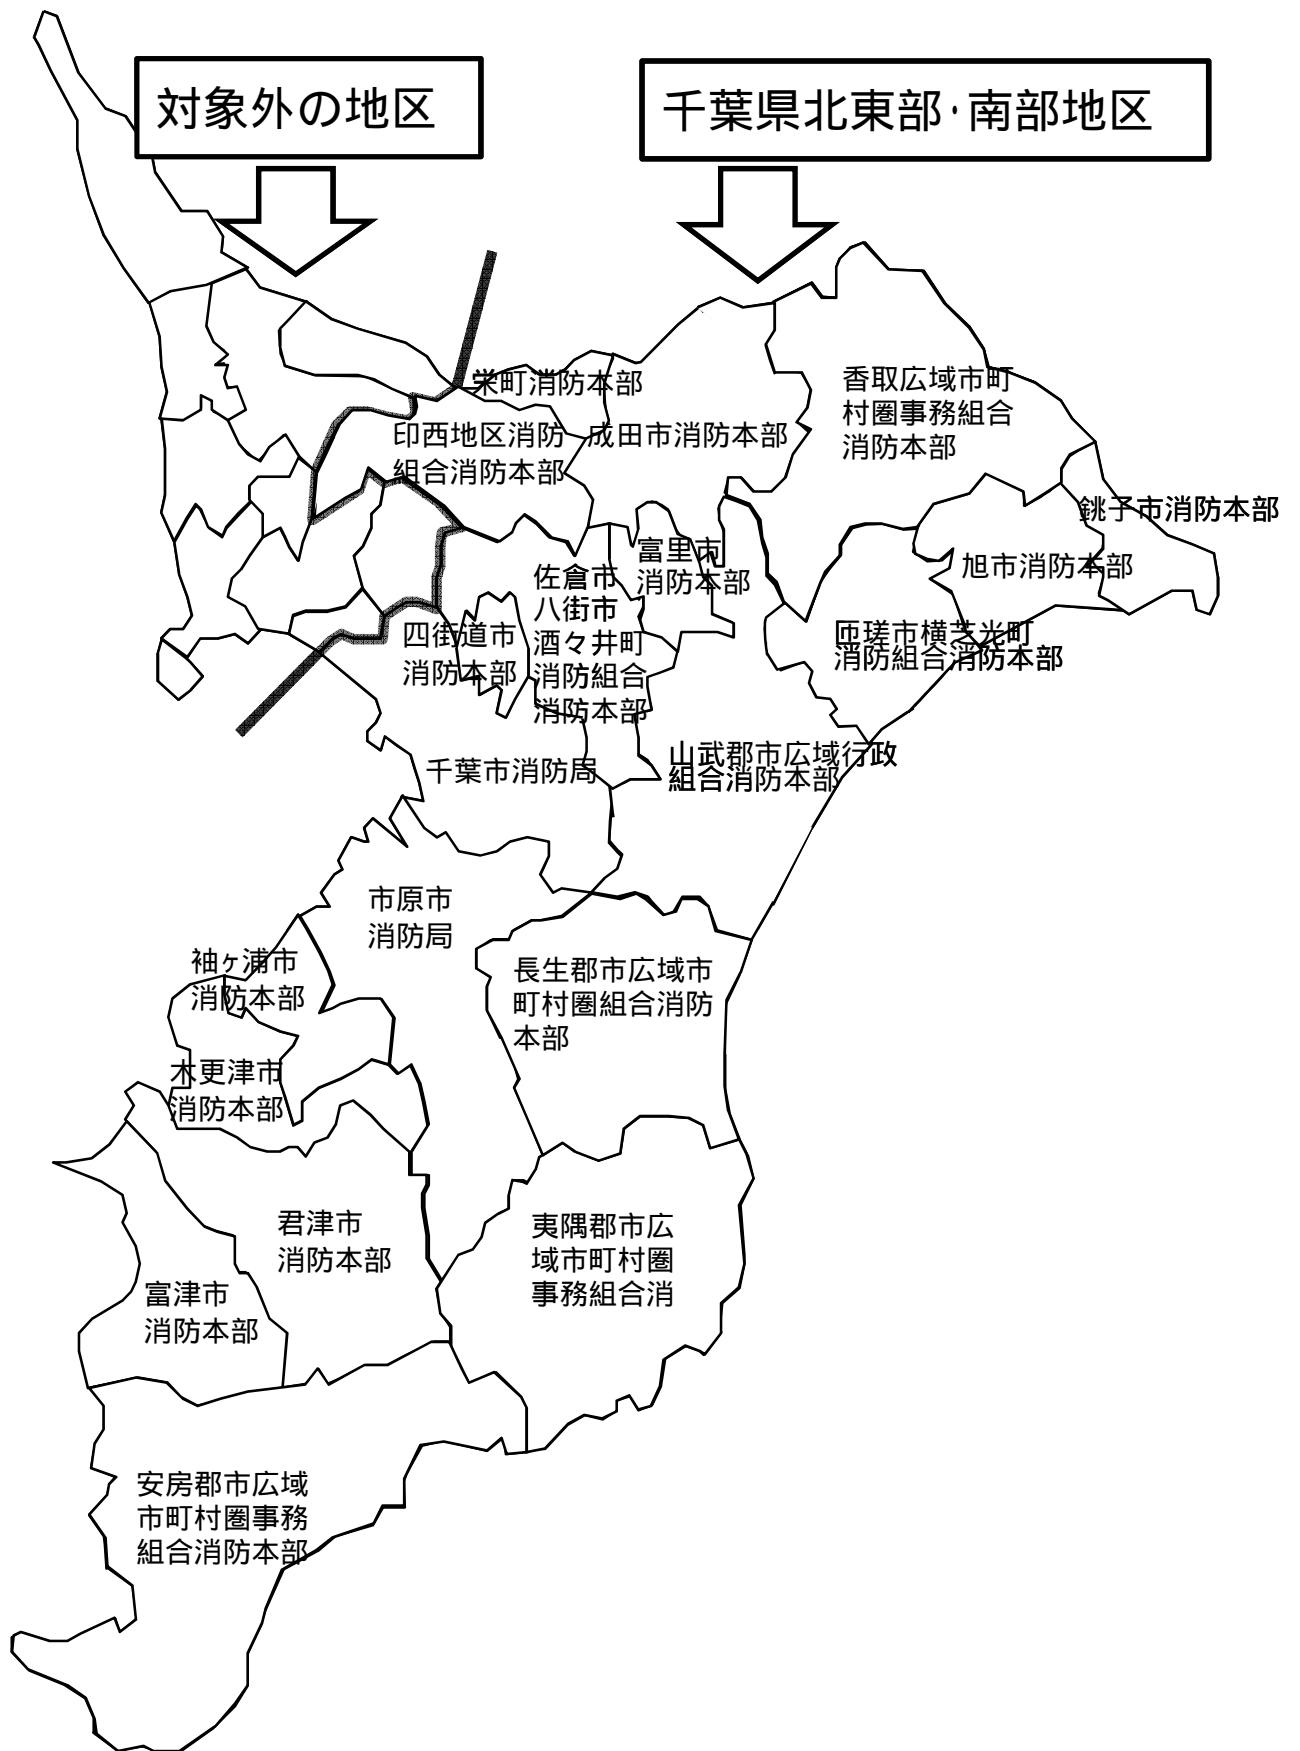 対象外の地区
千葉県北東部・南部地区
栄町消防本部
印西地区消防
組合消防本部
成田市消防本部
香取広域市町
村圏事務組合
消防本部
銚子市消防本部
旭市消防本部
富里市
消防本部
佐倉市
八街市
酒々井町
消防組合
消防本部
匝瑳市横芝光町
消防組合消防本部
四街道市
消防本部
山武郡市広域行政
組合消防本部
千葉市消防局
市原市
消防局
袖ヶ浦市
消防本部
長生郡市広域市
町村圏組合消防
本部
木更津市
消防本部
君津市
消防本部
夷隅郡市広
域市町村圏
事務組合消
富津市
消防本部
安房郡市広域
市町村圏事務
組合消防本部